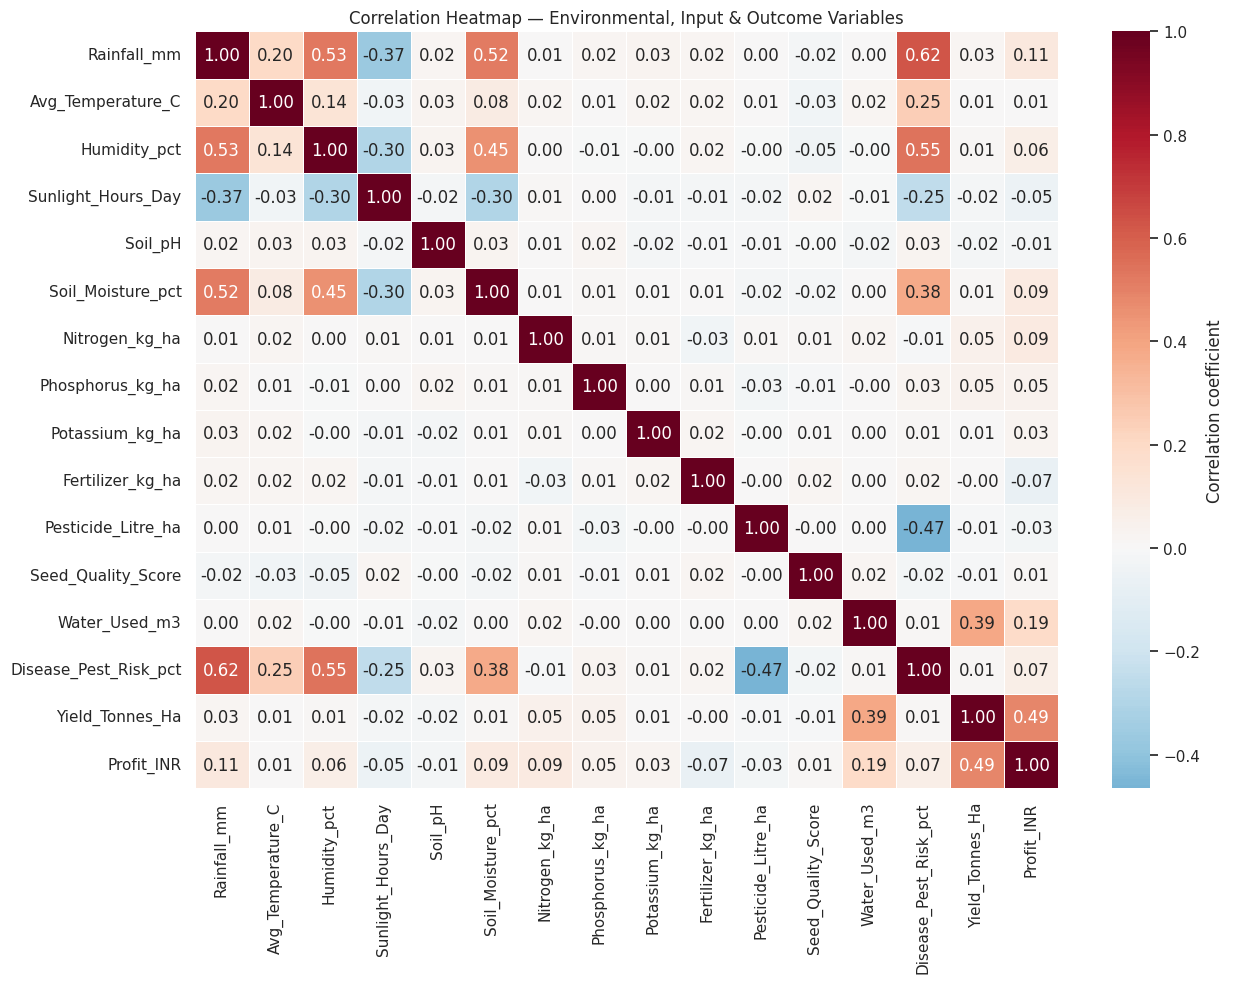 Correlation Heatmap — Environmental, Input & Outcome Variables
Rainfall_mm 1.00 0.20 0.53 -0.37 0.02 0.52 0.01 0.02 0.03 0.02 0.00 -0.02 0.00 0.62 0.03 0.11
Avg_Temperature_C 0.20 1.00 0.14 -0.03 0.03 0.08 0.02 0.01 0.02 0.02 0.01 -0.03 0.02 0.25 0.01 0.01
Humidity_pct 0.53 0.14 1.00 -0.30 0.03 0.45 0.00 -0.01 -0.00 0.02 -0.00 -0.05 -0.00 0.55 0.01 0.06
Sunlight_Hours_Day -0.37 -0.03 -0.30 1.00 -0.02 -0.30 0.01 0.00 -0.01 -0.01 -0.02 0.02 -0.01 -0.25 -0.02 -0.05
Soil_pH 0.02 0.03 0.03 -0.02 1.00 0.03 0.01 0.02 -0.02 -0.01 -0.01 -0.00 -0.02 0.03 -0.02 -0.01
Soil_Moisture_pct 0.52 0.08 0.45 -0.30 0.03 1.00 0.01 0.01 0.01 0.01 -0.02 -0.02 0.00 0.38 0.01 0.09
Nitrogen_kg_ha 0.01 0.02 0.00 0.01 0.01 0.01 1.00 0.01 0.01 -0.03 0.01 0.01 0.02 -0.01 0.05 0.09
Phosphorus_kg_ha 0.02 0.01 -0.01 0.00 0.02 0.01 0.01 1.00 0.00 0.01 -0.03 -0.01 -0.00 0.03 0.05 0.05
Potassium_kg_ha 0.03 0.02 -0.00 -0.01 -0.02 0.01 0.01 0.00 1.00 0.02 -0.00 0.01 0.00 0.01 0.01 0.03
Fertilizer_kg_ha 0.02 0.02 0.02 -0.01 -0.01 0.01 -0.03 0.01 0.02 1.00 -0.00 0.02 0.00 0.02 -0.00 -0.07
Pesticide_Litre_ha 0.00 0.01 -0.00 -0.02 -0.01 -0.02 0.01 -0.03 -0.00 -0.00 1.00 -0.00 0.00 -0.47 -0.01 -0.03
Seed_Quality_Score -0.02 -0.03 -0.05 0.02 -0.00 -0.02 0.01 -0.01 0.01 0.02 -0.00 1.00 0.02 -0.02 -0.01 0.01
Water_Used_m3 0.00 0.02 -0.00 -0.01 -0.02 0.00 0.02 -0.00 0.00 0.00 0.00 0.02 1.00 0.01 0.39 0.19
Disease_Pest_Risk_pct 0.62 0.25 0.55 -0.25 0.03 0.38 -0.01 0.03 0.01 0.02 -0.47 -0.02 0.01 1.00 0.01 0.07
Yield_Tonnes_Ha 0.03 0.01 0.01 -0.02 -0.02 0.01 0.05 0.05 0.01 -0.00 -0.01 -0.01 0.39 0.01 1.00 0.49
Profit_INR 0.11 0.01 0.06 -0.05 -0.01 0.09 0.09 0.05 0.03 -0.07 -0.03 0.01 0.19 0.07 0.49 1.00
Rainfall_mm
Avg_Temperature_C
Humidity_pct
Sunlight_Hours_Day
Soil_pH
Soil_Moisture_pct
Nitrogen_kg_ha
Phosphorus_kg_ha
Potassium_kg_ha
Fertilizer_kg_ha
Pesticide_Litre_ha
Seed_Quality_Score
Water_Used_m3
Disease_Pest_Risk_pct
Yield_Tonnes_Ha
Profit_INR
1.0
0.8
0.6
0.4
0.2
0.0
−0.2
−0.4
Correlation coefficient